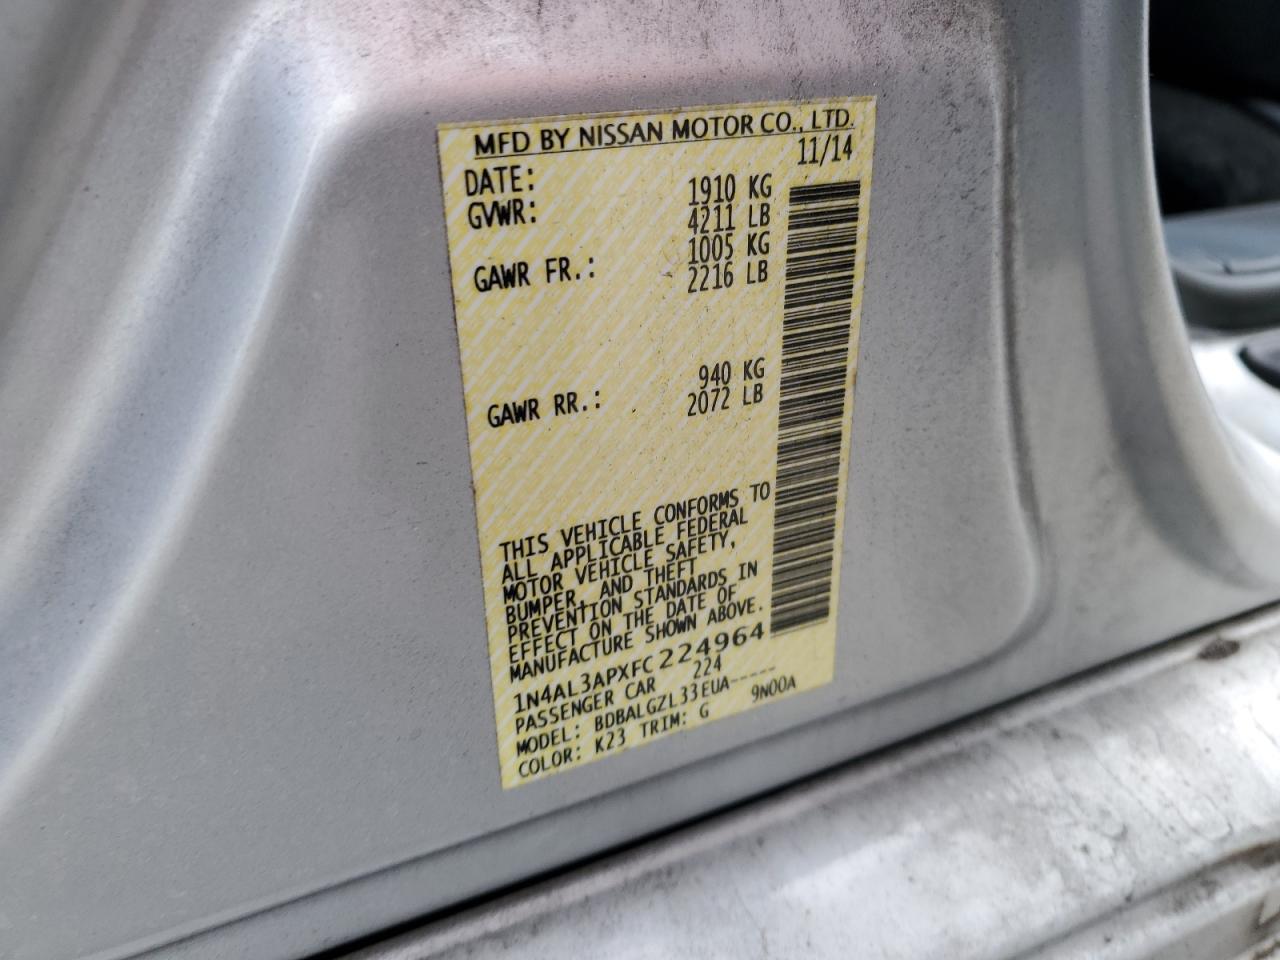 MFD BY NISSAN MOTOR CO., LTD.
DATE: 11/14
GVWR: 1910 KG
4211 LB
GAWR FR.: 1005 KG
2216 LB
GAWR RR.: 940 KG
2072 LB
THIS VEHICLE CONFORMS TO
ALL APPLICABLE FEDERAL
MOTOR VEHICLE SAFETY,
BUMPER, AND THEFT
PREVENTION STANDARDS IN
EFFECT ON THE DATE OF
MANUFACTURE SHOWN ABOVE.
1N4AL3APXFC224964
PASSENGER CAR 224
MODEL: BDBALGZL33EUA-----
COLOR: K23 TRIM: G 9N00A